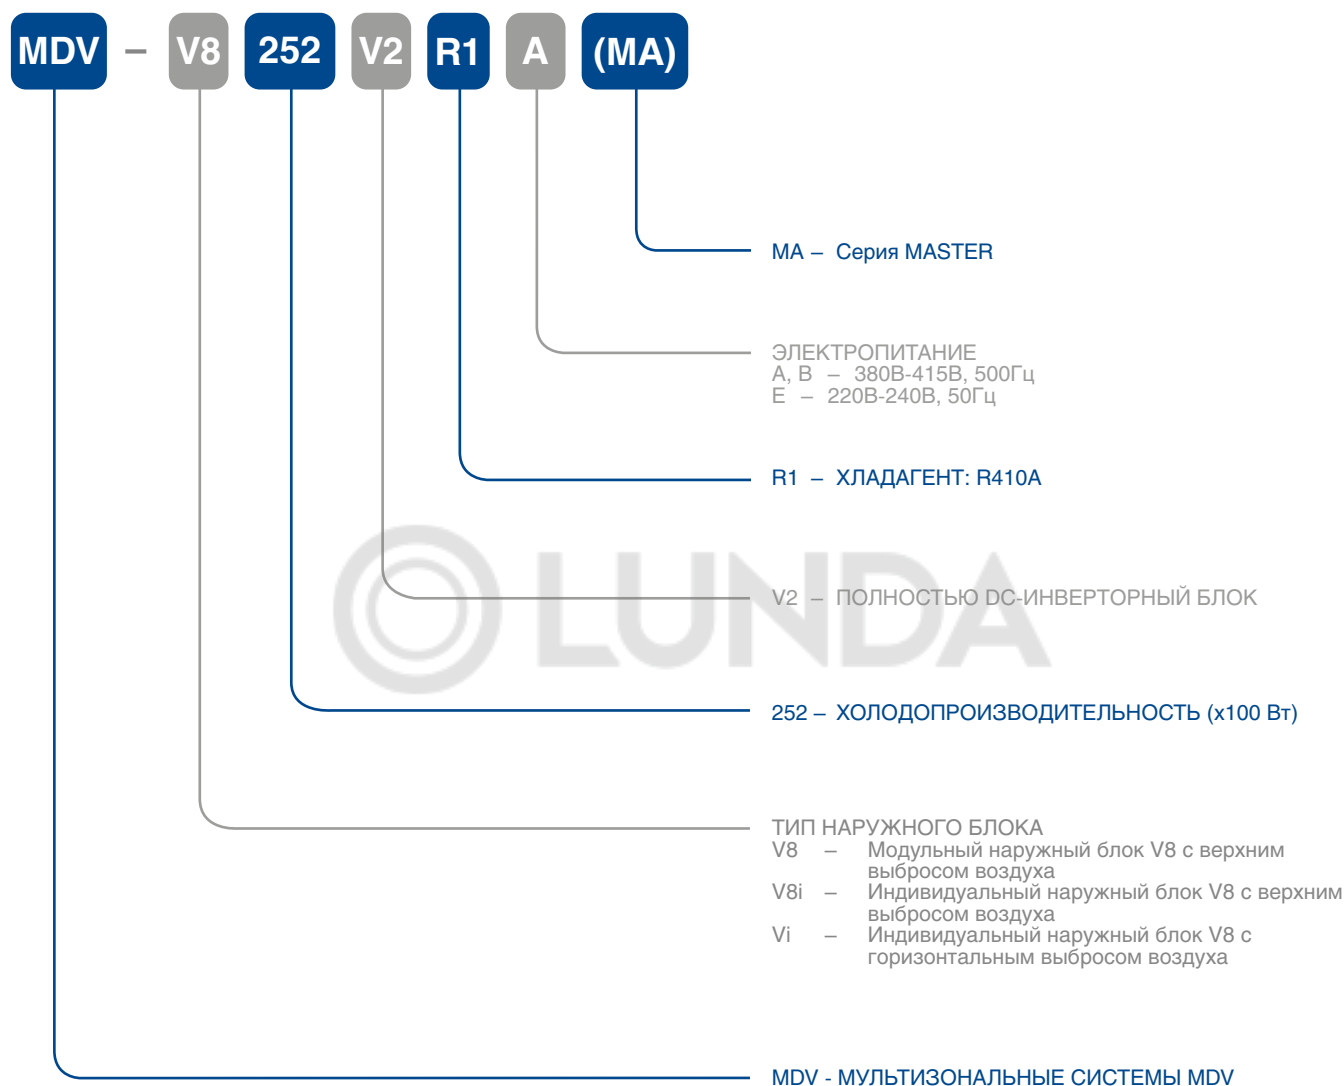 MDV – V8 252 V2 R1 A (MA)
MA – Серия MASTER
ЭЛЕКТРОПИТАНИЕ
A, B – 380В-415В, 500Гц
E – 220В-240В, 50Гц
R1 – ХЛАДАГЕНТ: R410A
LUNDA
V2 – ПОЛНОСТЬЮ DC-ИНВЕРТОРНЫЙ БЛОК
252 – ХОЛОДОПРОИЗВОДИТЕЛЬНОСТЬ (x100 Вт)
ТИП НАРУЖНОГО БЛОКА
V8 – Модульный наружный блок V8 с верхним
выбросом воздуха
V8i – Индивидуальный наружный блок V8 с верхним
выбросом воздуха
Vi – Индивидуальный наружный блок V8 с
горизонтальным выбросом воздуха
MDV - МУЛЬТИЗОНАЛЬНЫЕ СИСТЕМЫ MDV